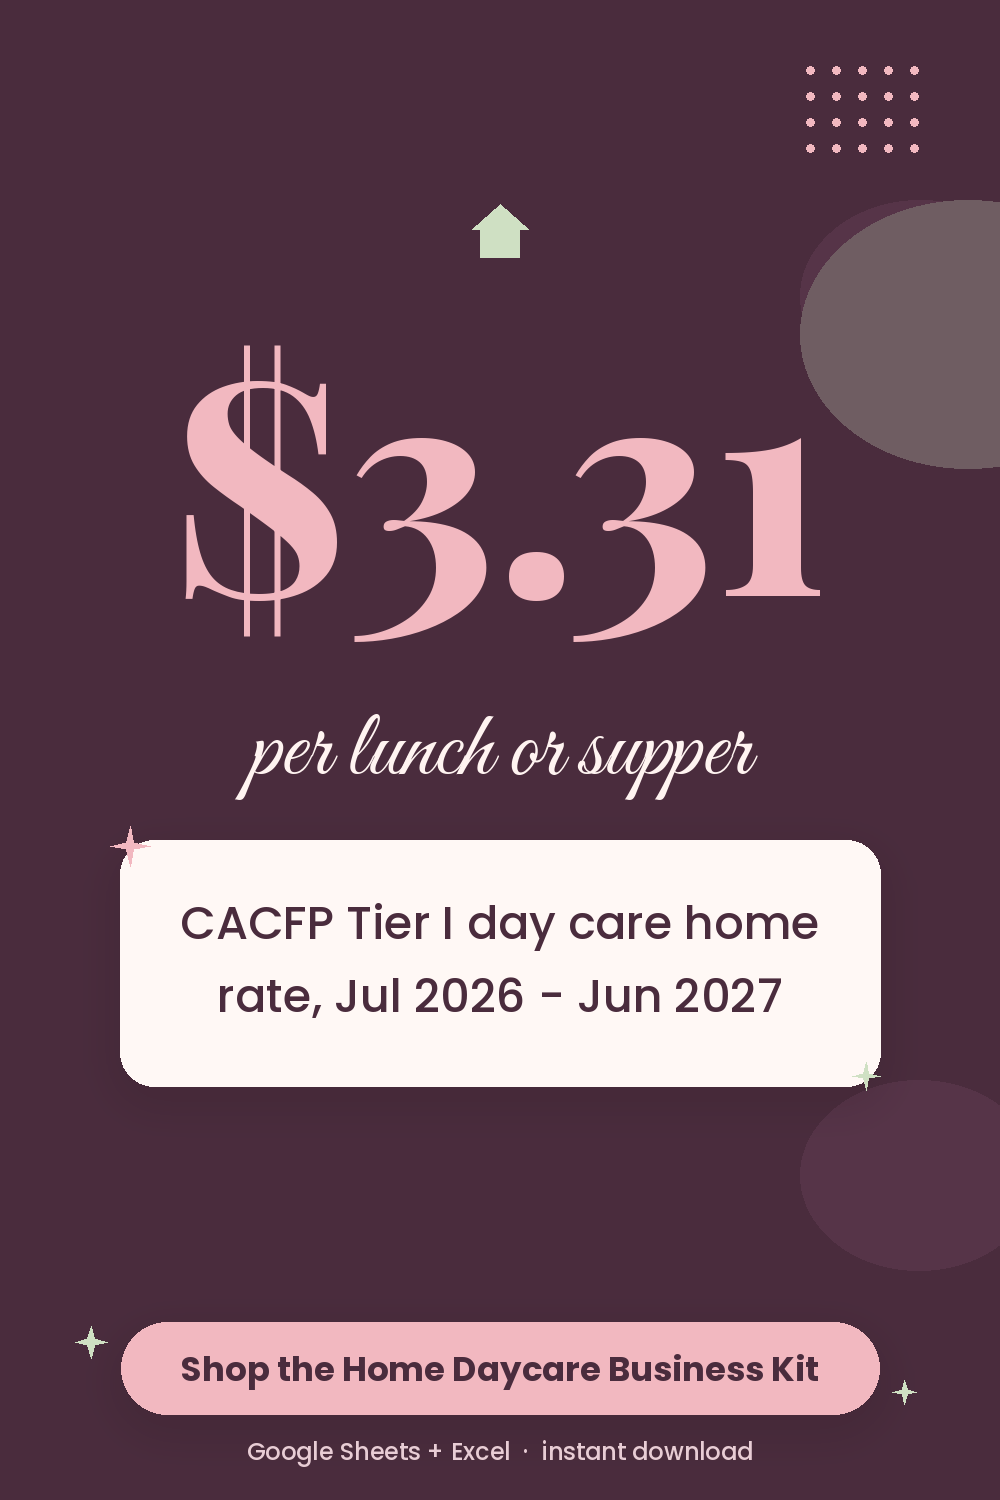 $3.31
per lunch or supper
CACFP Tier I day care home
rate, Jul 2026 - Jun 2027
Shop the Home Daycare Business Kit
Google Sheets + Excel · instant download